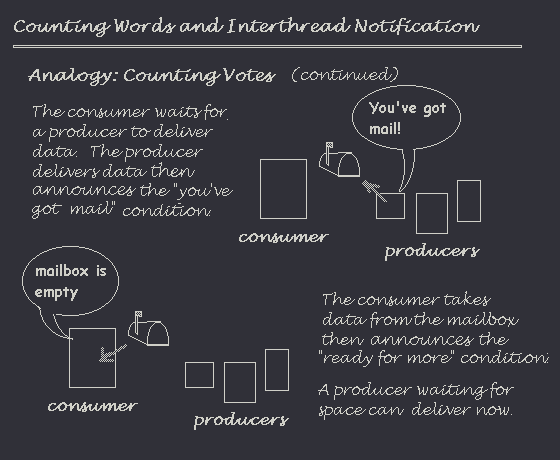 Counting Words and Interthread Notification
Analogy: Counting Votes (continued)
The consumer waits for
a producer to deliver
data. The producer
delivers data then
announces the "you've
got mail" condition.
You've got
mail!
consumer
producers
mailbox is
empty
consumer
producers
The consumer takes
data from the mailbox
then announces the
"ready for more" condition.
A producer waiting for
space can deliver now.